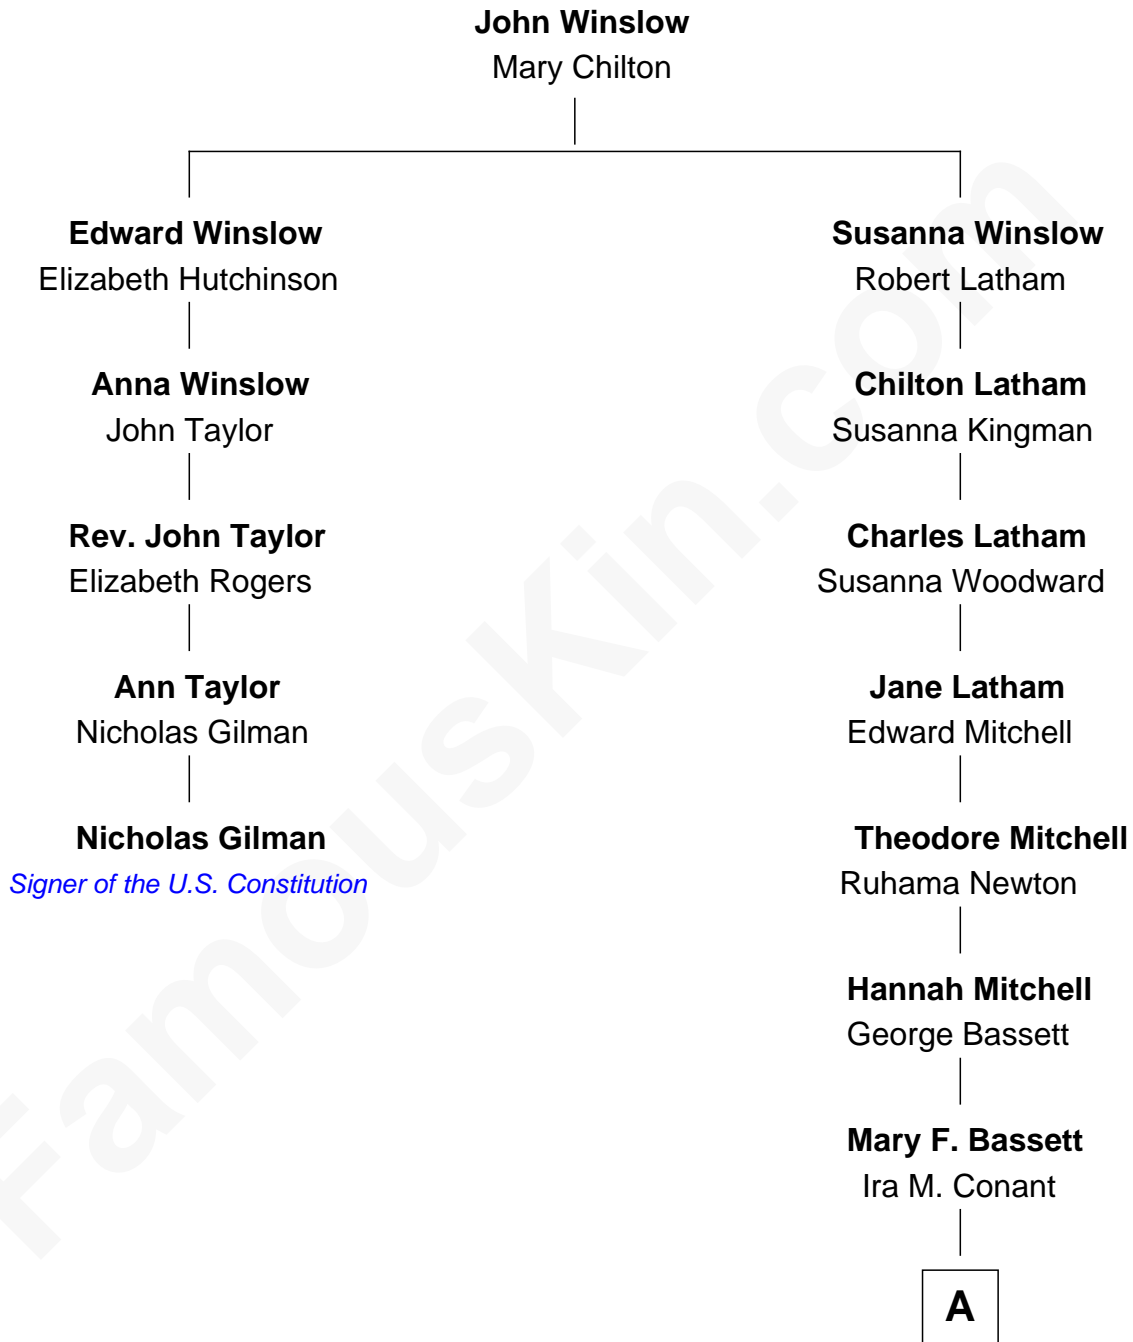 John Winslow
Mary Chilton
Edward Winslow
Elizabeth Hutchinson
Susanna Winslow
Robert Latham
Anna Winslow
John Taylor
Chilton Latham
Susanna Kingman
Rev. John Taylor
Elizabeth Rogers
Charles Latham
Susanna Woodward
Ann Taylor
Nicholas Gilman
Jane Latham
Edward Mitchell
Nicholas Gilman
Signer of the U.S. Constitution
Theodore Mitchell
Ruhama Newton
Hannah Mitchell
George Bassett
Mary F. Bassett
Ira M. Conant
A
FamousKin.com